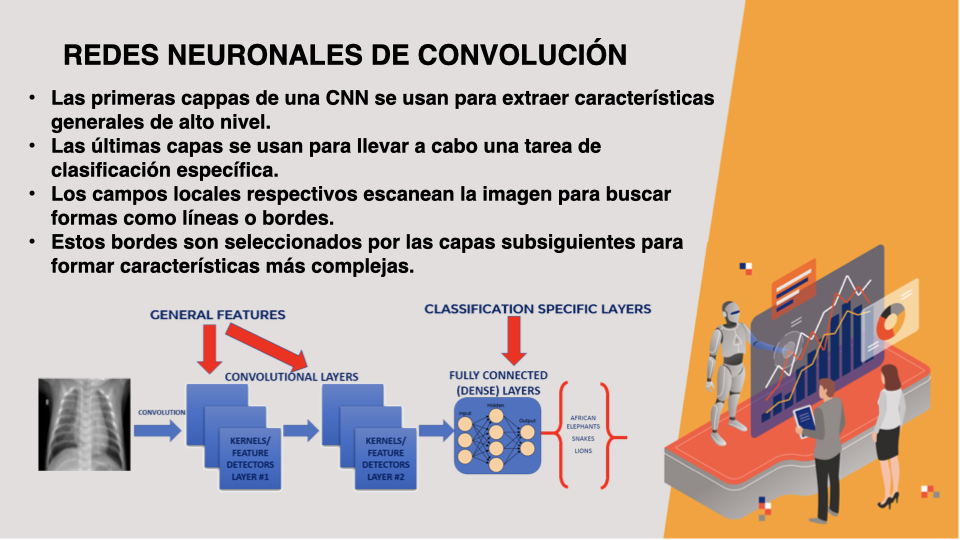 REDES NEURONALES DE CONVOLUCIÓN
• Las primeras cappas de una CNN se usan para extraer características
generales de alto nivel.
• Las últimas capas se usan para llevar a cabo una tarea de
clasificación específica.
• Los campos locales respectivos escanean la imagen para buscar
formas como líneas o bordes.
• Estos bordes son seleccionados por las capas subsiguientes para
formar características más complejas.
GENERAL FEATURES
CLASSIFICATION SPECIFIC LAYERS
CONVOLUTIONAL LAYERS
FULLY CONNECTED
(DENSE) LAYERS
CONVOLUTION
KERNELS/
FEATURE
DETECTORS
LAYER #1
KERNELS/
FEATURE
DETECTORS
LAYER #2
Input
Hidden
Output
AFRICAN
ELEPHANTS
SNAKES
LIONS